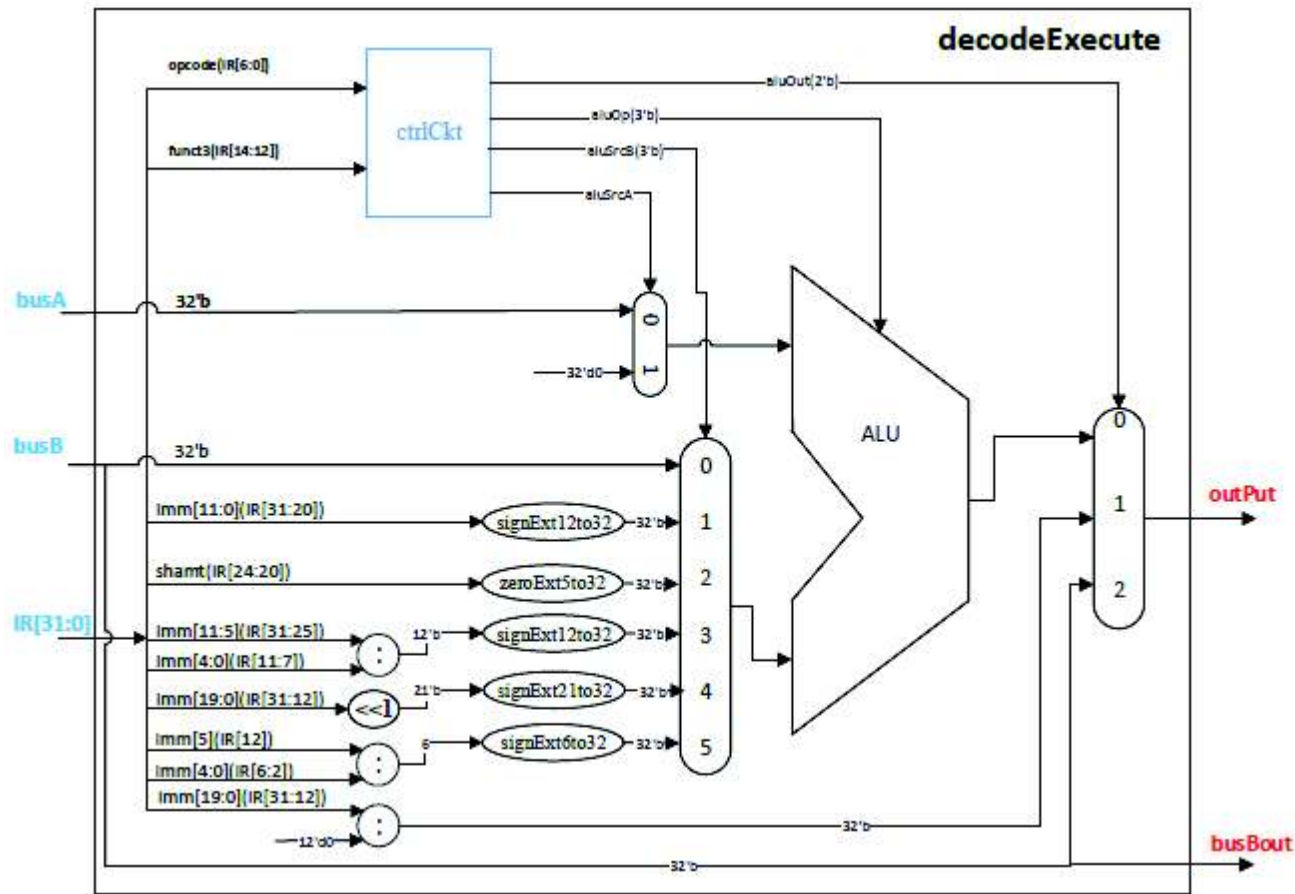 decodeExecute
opcode(IR[6:0])
aluOut(2'b)
aluOp(3'b)
ctrlCkt
funct3(IR[14:12])
aluSrcB(3'b)
aluSrcA
busA
32'b
0
1
32'd0
ALU
busB
32'b
0
0
outPut
Imm[11:0](IR[31:20])
signExt12to32
32'b
1
1
shamt(IR[24:20])
zeroExt5to32
32'b
2
2
IR[31:0]
Imm[11:5](IR[31:25])
:
12'b
signExt12to32
32'b
3
Imm[4:0](IR[11:7])
Imm[19:0](IR[31:12])
<<1
21'b
signExt21to32
32'b
4
Imm[5](IR[12])
:
6
signExt6to32
32'b
5
Imm[4:0](IR[6:2])
Imm[19:0](IR[31:12])
:
32'b
12'd0
busBout
32'b